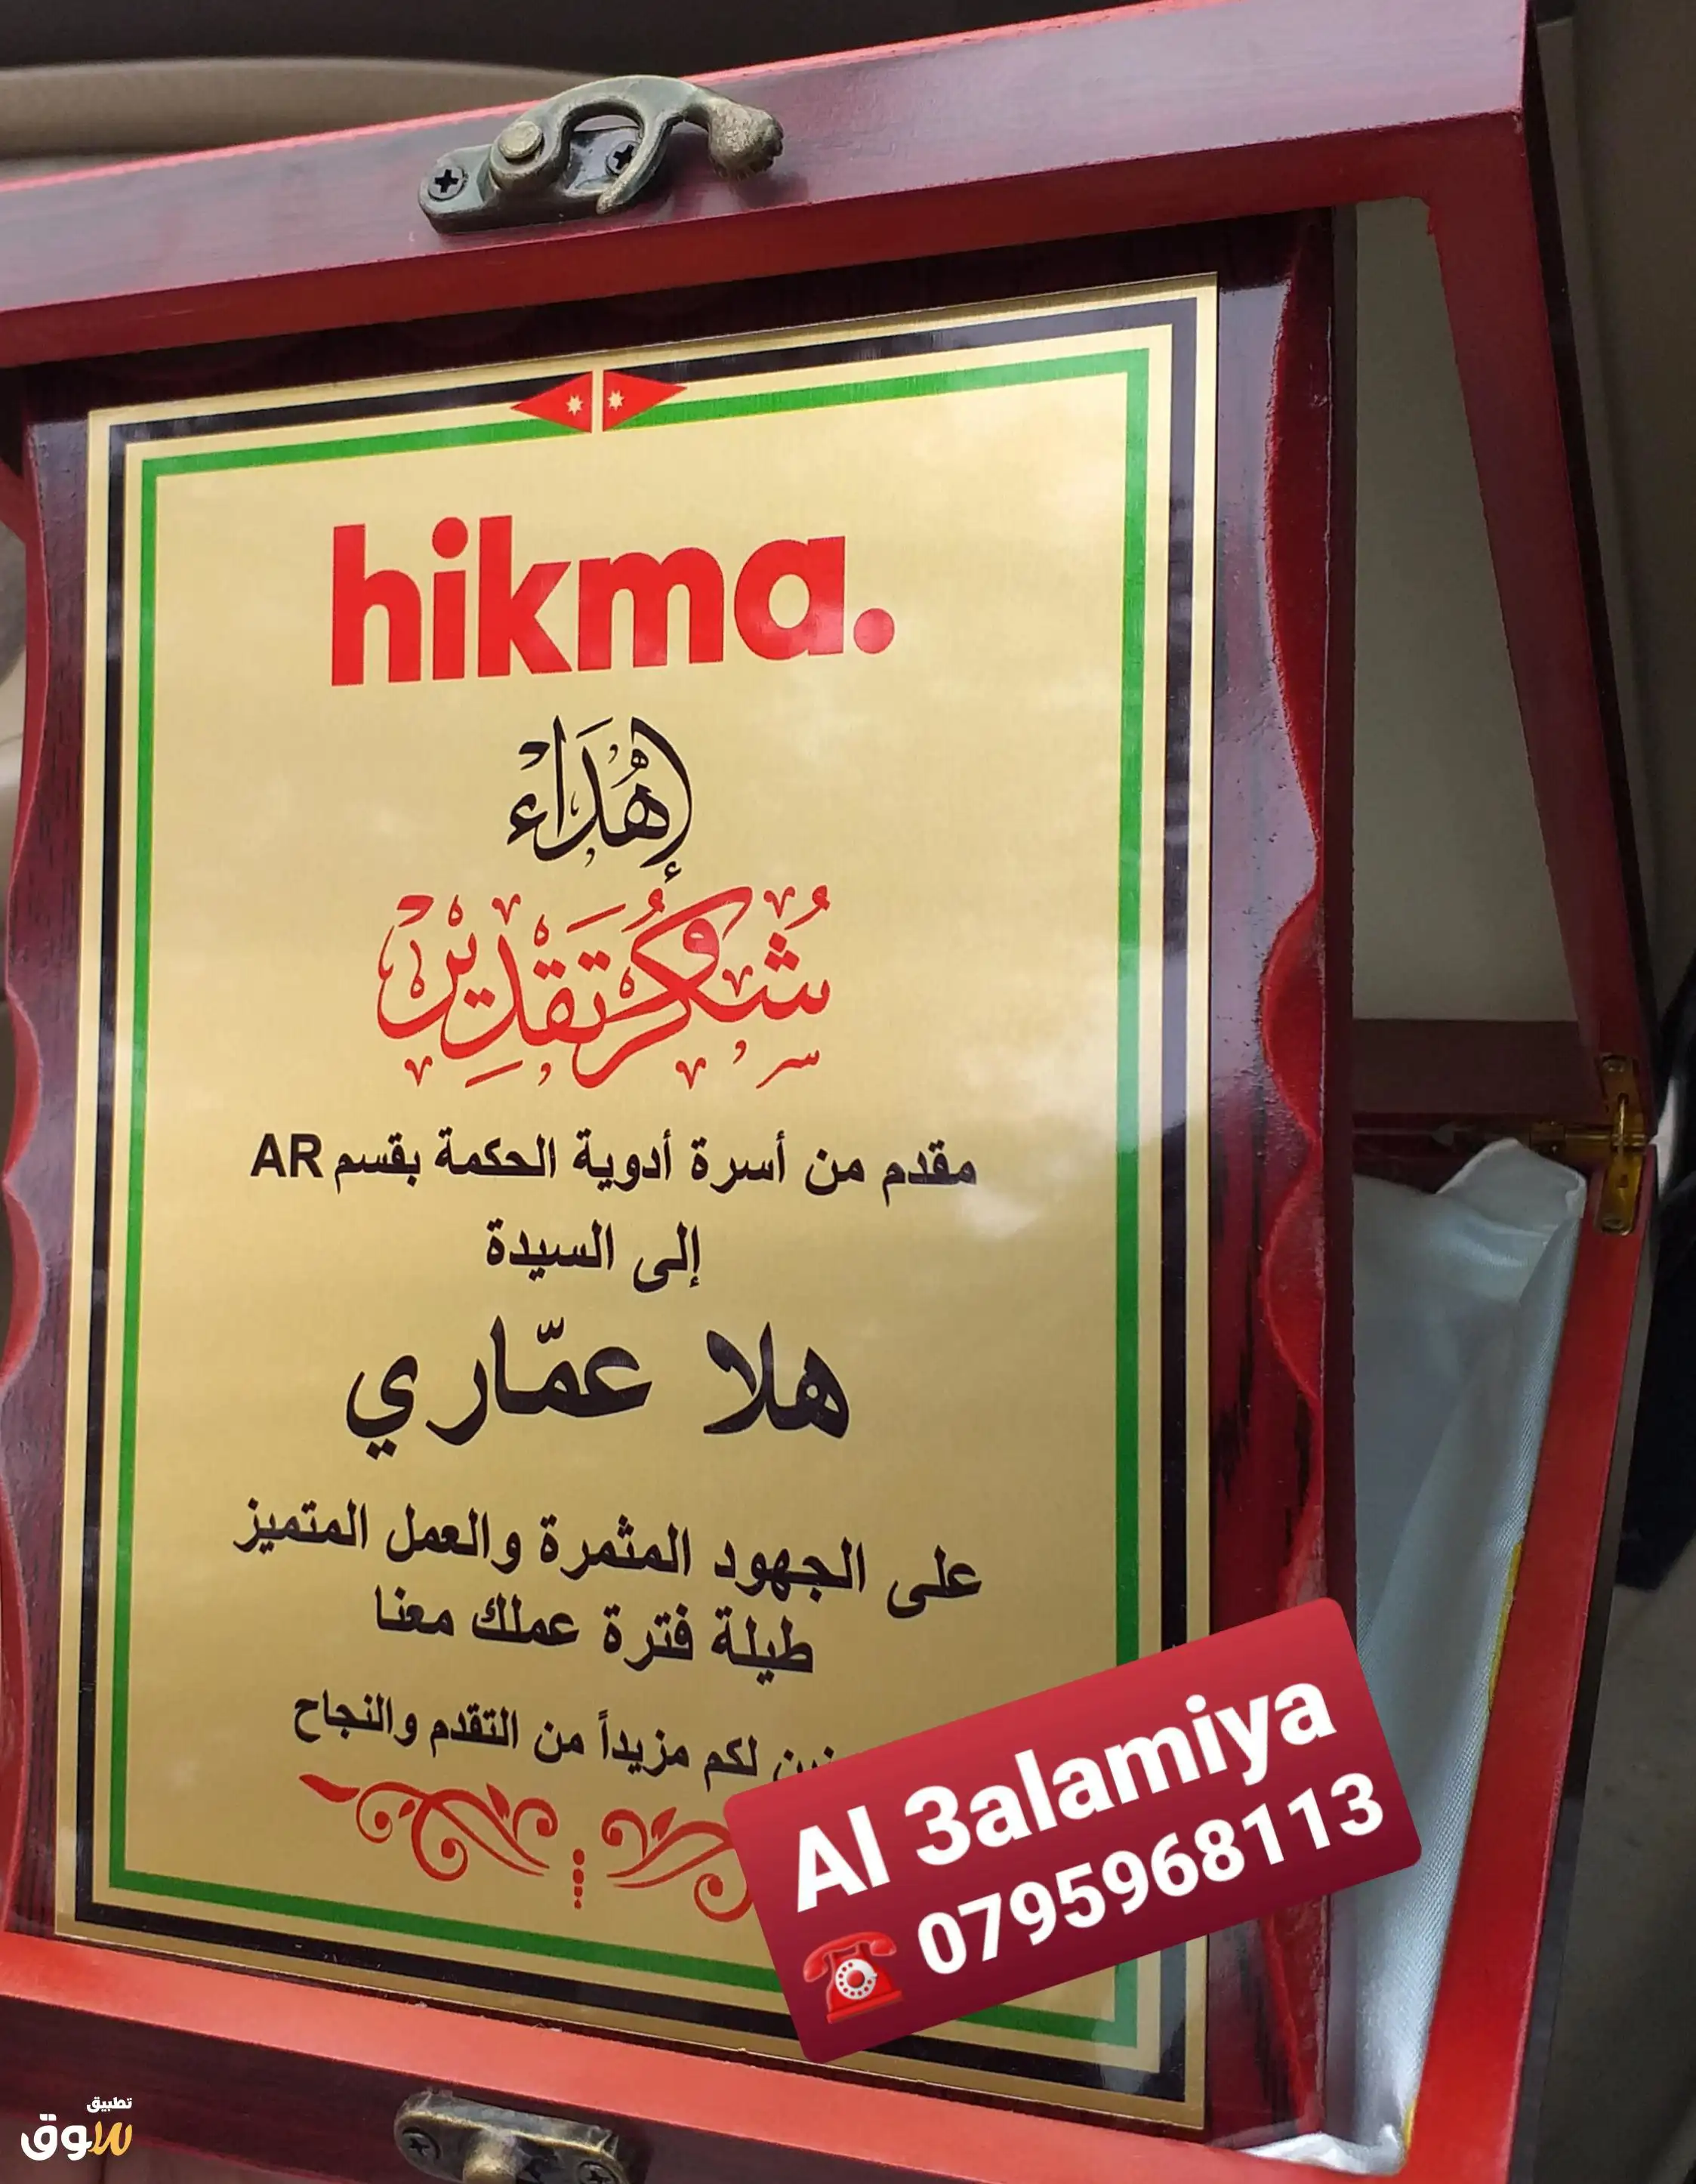 hikma.
إهداء
شكر وتقدير
مقدم من أسرة أدوية الحكمة بقسم AR
إلى السيدة
هلا عمّاري
على الجهود المثمرة والعمل المتميز
طيلة فترة عملك معنا
لكم مزيداً من التقدم والنجاح
Al 3alamiya
0795968113
تطبيق
سوق